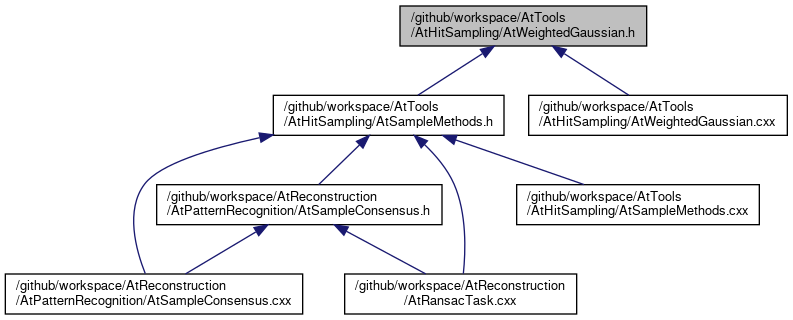 /github/workspace/AtTools
/AtHitSampling/AtWeightedGaussian.h
/github/workspace/AtTools
/AtHitSampling/AtSampleMethods.h
/github/workspace/AtTools
/AtHitSampling/AtWeightedGaussian.cxx
/github/workspace/AtReconstruction
/AtPatternRecognition/AtSampleConsensus.h
/github/workspace/AtTools
/AtHitSampling/AtSampleMethods.cxx
/github/workspace/AtReconstruction
/AtPatternRecognition/AtSampleConsensus.cxx
/github/workspace/AtReconstruction
/AtRansacTask.cxx